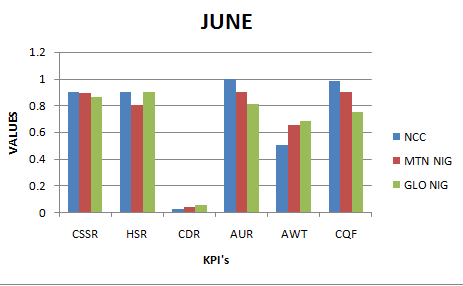 JUNE
1.2
1
0.8
0.6
0.4
0.2
0
VALUES
CSSR HSR CDR AUR AWT CQF
KPI's
NCC
MTN NIG
GLO NIG